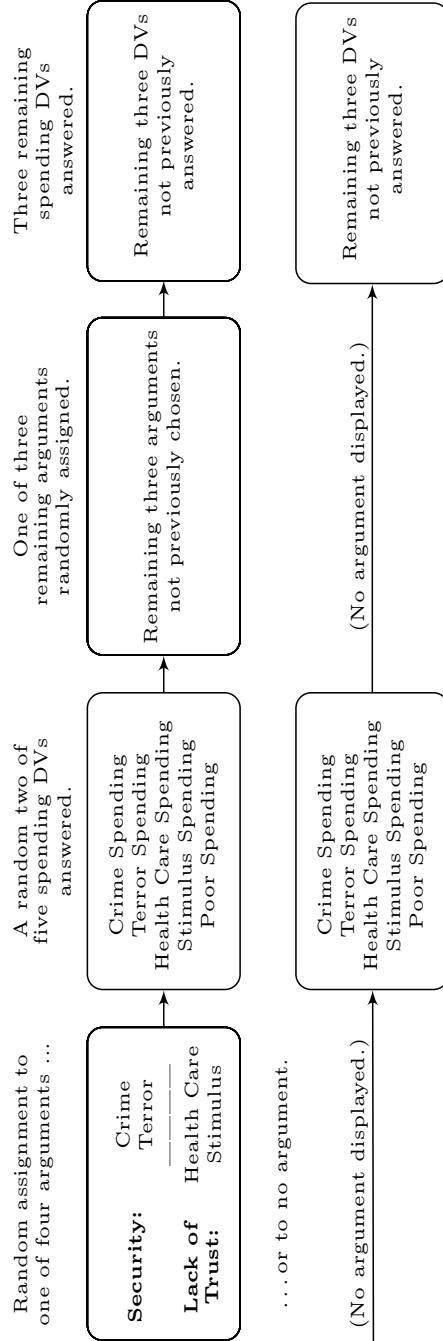 Random assignment to
one of four arguments ...
Security:
Crime
Terror
Lack of
Trust:
Health Care
Stimulus
A random two of
five spending DVs
answered.
Crime Spending
Terror Spending
Health Care Spending
Stimulus Spending
Poor Spending
One of three
remaining arguments
randomly assigned.
Remaining three arguments
not previously chosen.
Three remaining
spending DVs
answered.
Remaining three DVs
not previously
answered.
...or to no argument.
(No argument displayed.)
Crime Spending
Terror Spending
Health Care Spending
Stimulus Spending
Poor Spending
(No argument displayed.)
Remaining three DVs
not previously
answered.